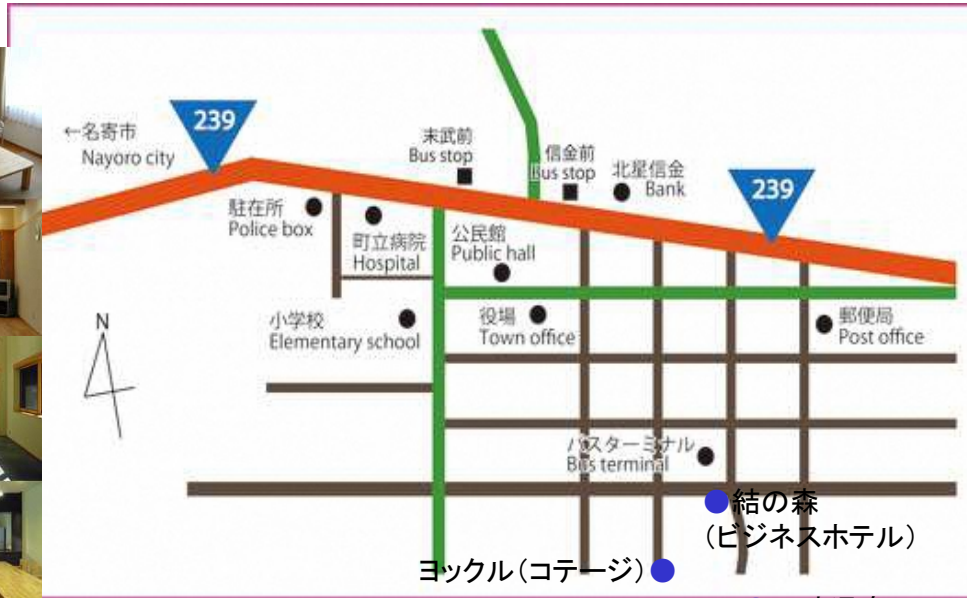 ←名寄市
Nayoro city
239
末武前
Bus stop
信金前
Bus stop
北星信金
Bank
239
駐在所
Police box
町立病院
Hospital
公民館
Public hall
N
小学校
Elementary school
役場
Town office
郵便局
Post office
バスターミナル
Bus terminal
結の森
(ビジネスホテル)
ヨックル(コテージ)